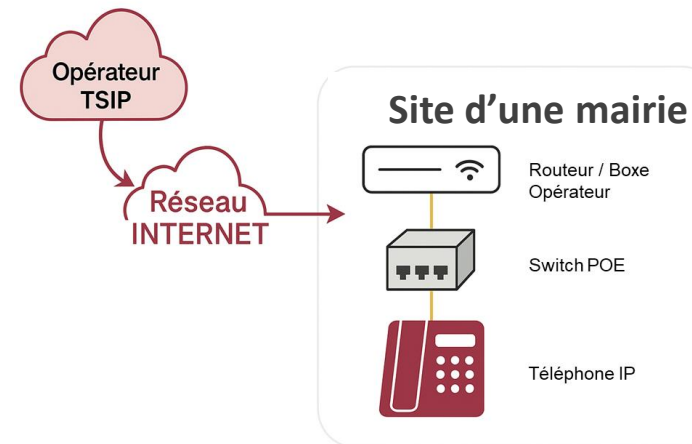 Opérateur
TSIP
Réseau
INTERNET
Site d’une mairie
Routeur / Boxe
Opérateur
Switch POE
Téléphone IP